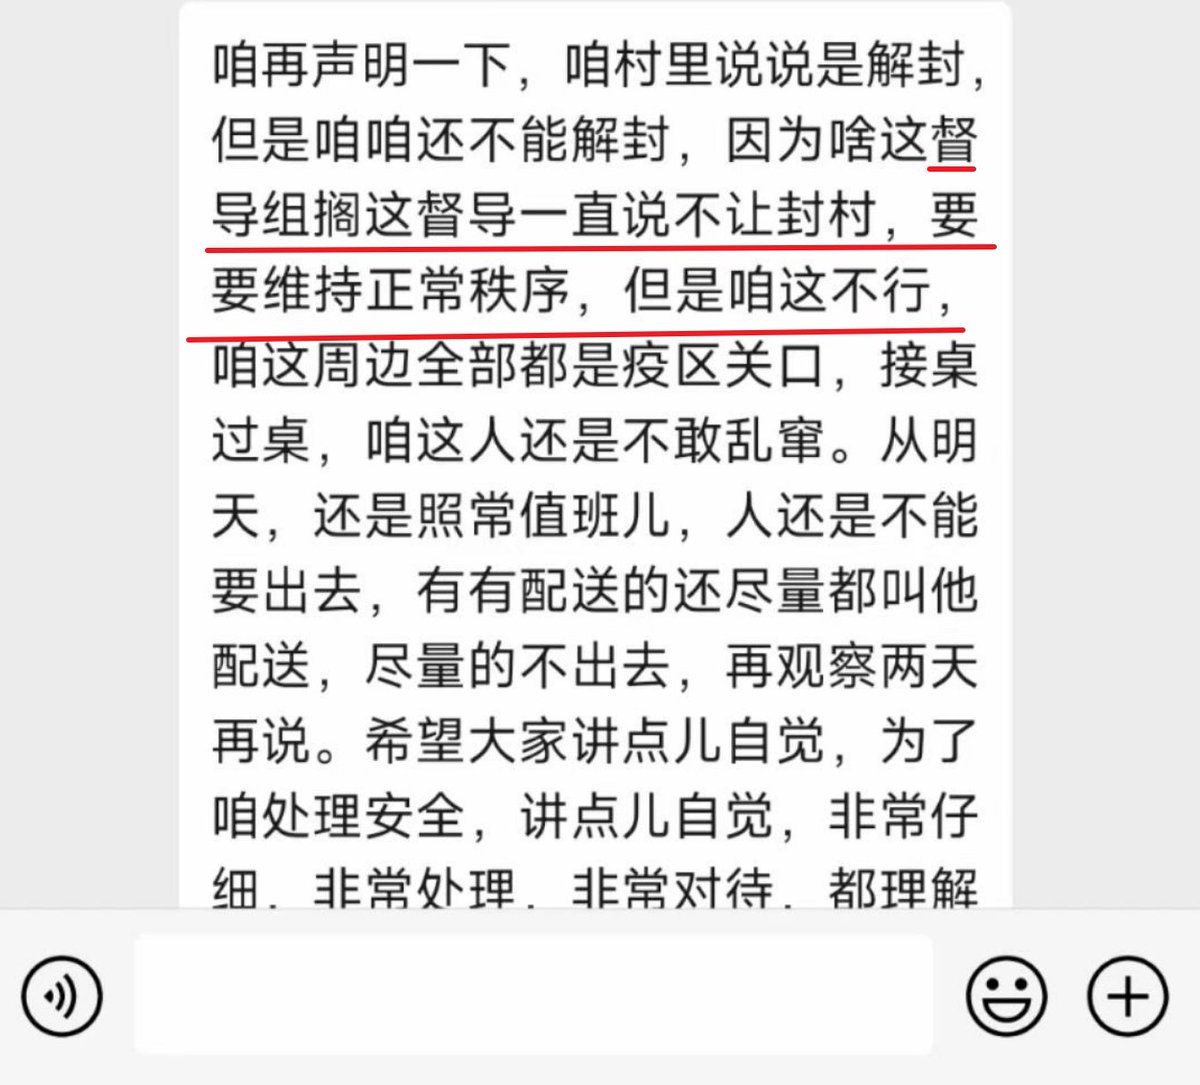 咱再声明一下，咱村里说说是解封，
但是咱咱还不能解封，因为啥这督
导组搁这督导一直说不让封村，要
要维持正常秩序，但是咱这不行，
咱这周边全部都是疫区关口，接桌
过桌，咱这人还是不敢乱窜。从明
天，还是照常值班儿，人还是不能
要出去，有有配送的还尽量都叫他
配送，尽量的不出去，再观察两天
再说。希望大家讲点儿自觉，为了
咱处理安全，讲点儿自觉，非常仔
细，非常处理，非常对待，都理解